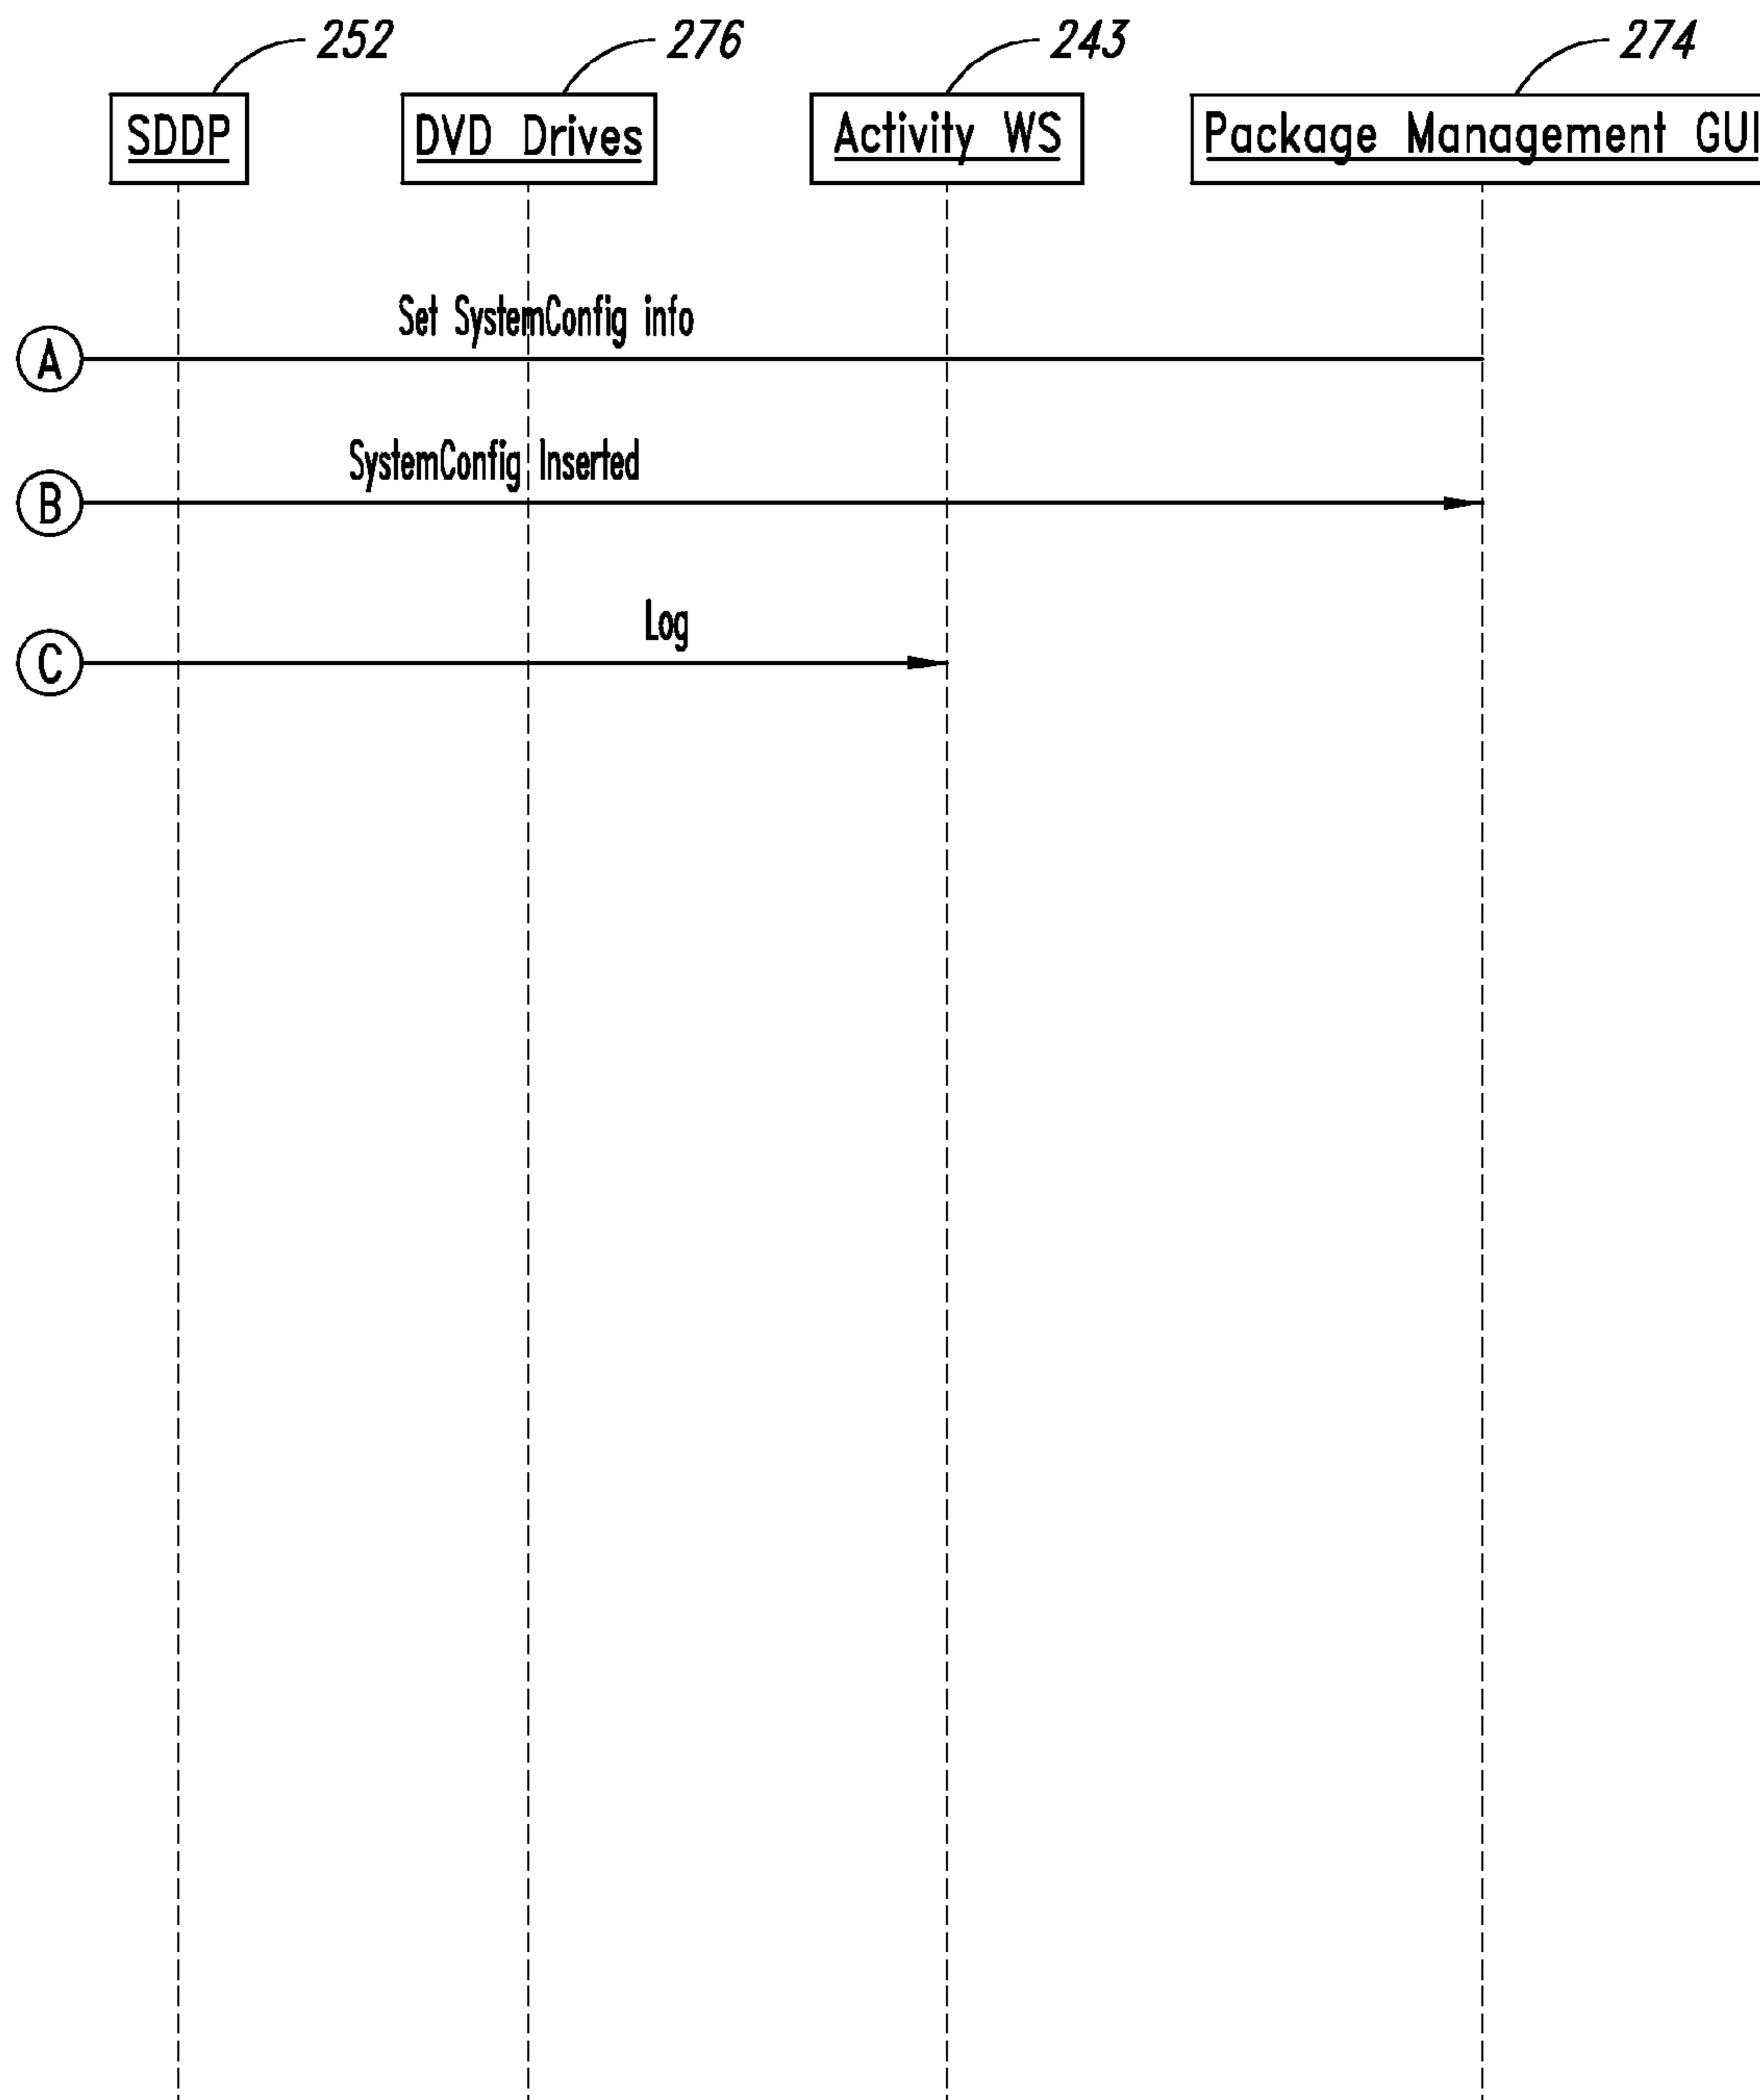 252
276
243
274
SDDP
DVD Drives
Activity WS
Package Management GUI
Set SystemConfig info
A
SystemConfig Inserted
B
Log
C